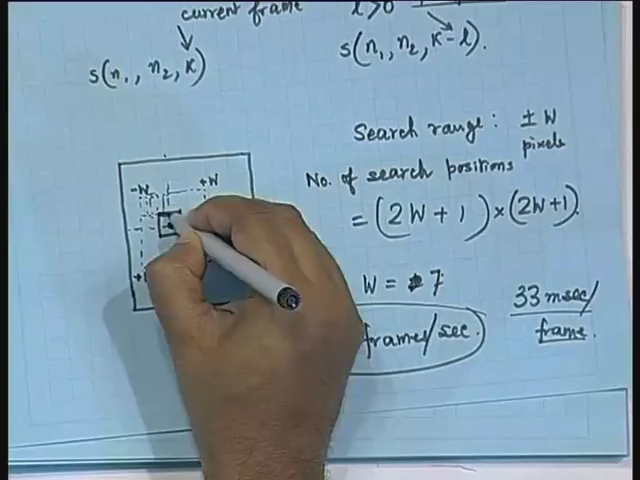 current frame l>0
s(n₁, n₂, k) s(n₁, n₂, k-l).
Search range: ± W
pixels
-W +W No. of search positions
= (2W+1) × (2W+1).
W = 7 33 msec/
frames/sec frame.